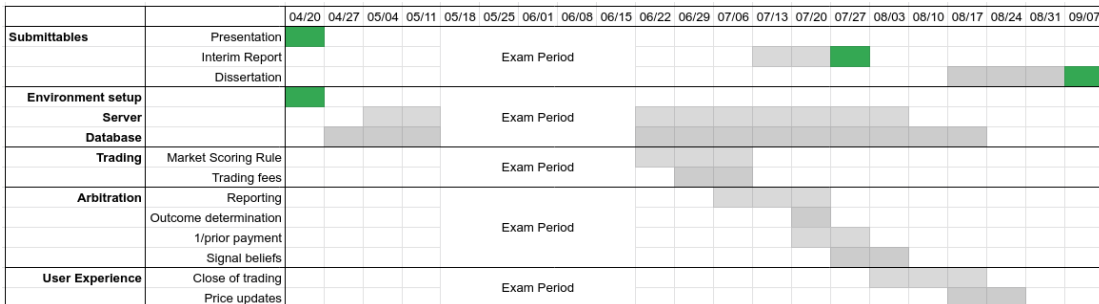 04/20 04/27 05/04 05/11 05/18 05/25 06/01 06/08 06/15 06/22 06/29 07/06 07/13 07/20 07/27 08/03 08/10 08/17 08/24 08/31 09/07
Submittables Presentation
Interim Report Exam Period
Dissertation
Environment setup
Server Exam Period
Database
Trading Market Scoring Rule
Exam Period
Trading fees
Arbitration Reporting
Outcome determination
Exam Period
1/prior payment
Signal beliefs
User Experience Close of trading
Exam Period
Price updates